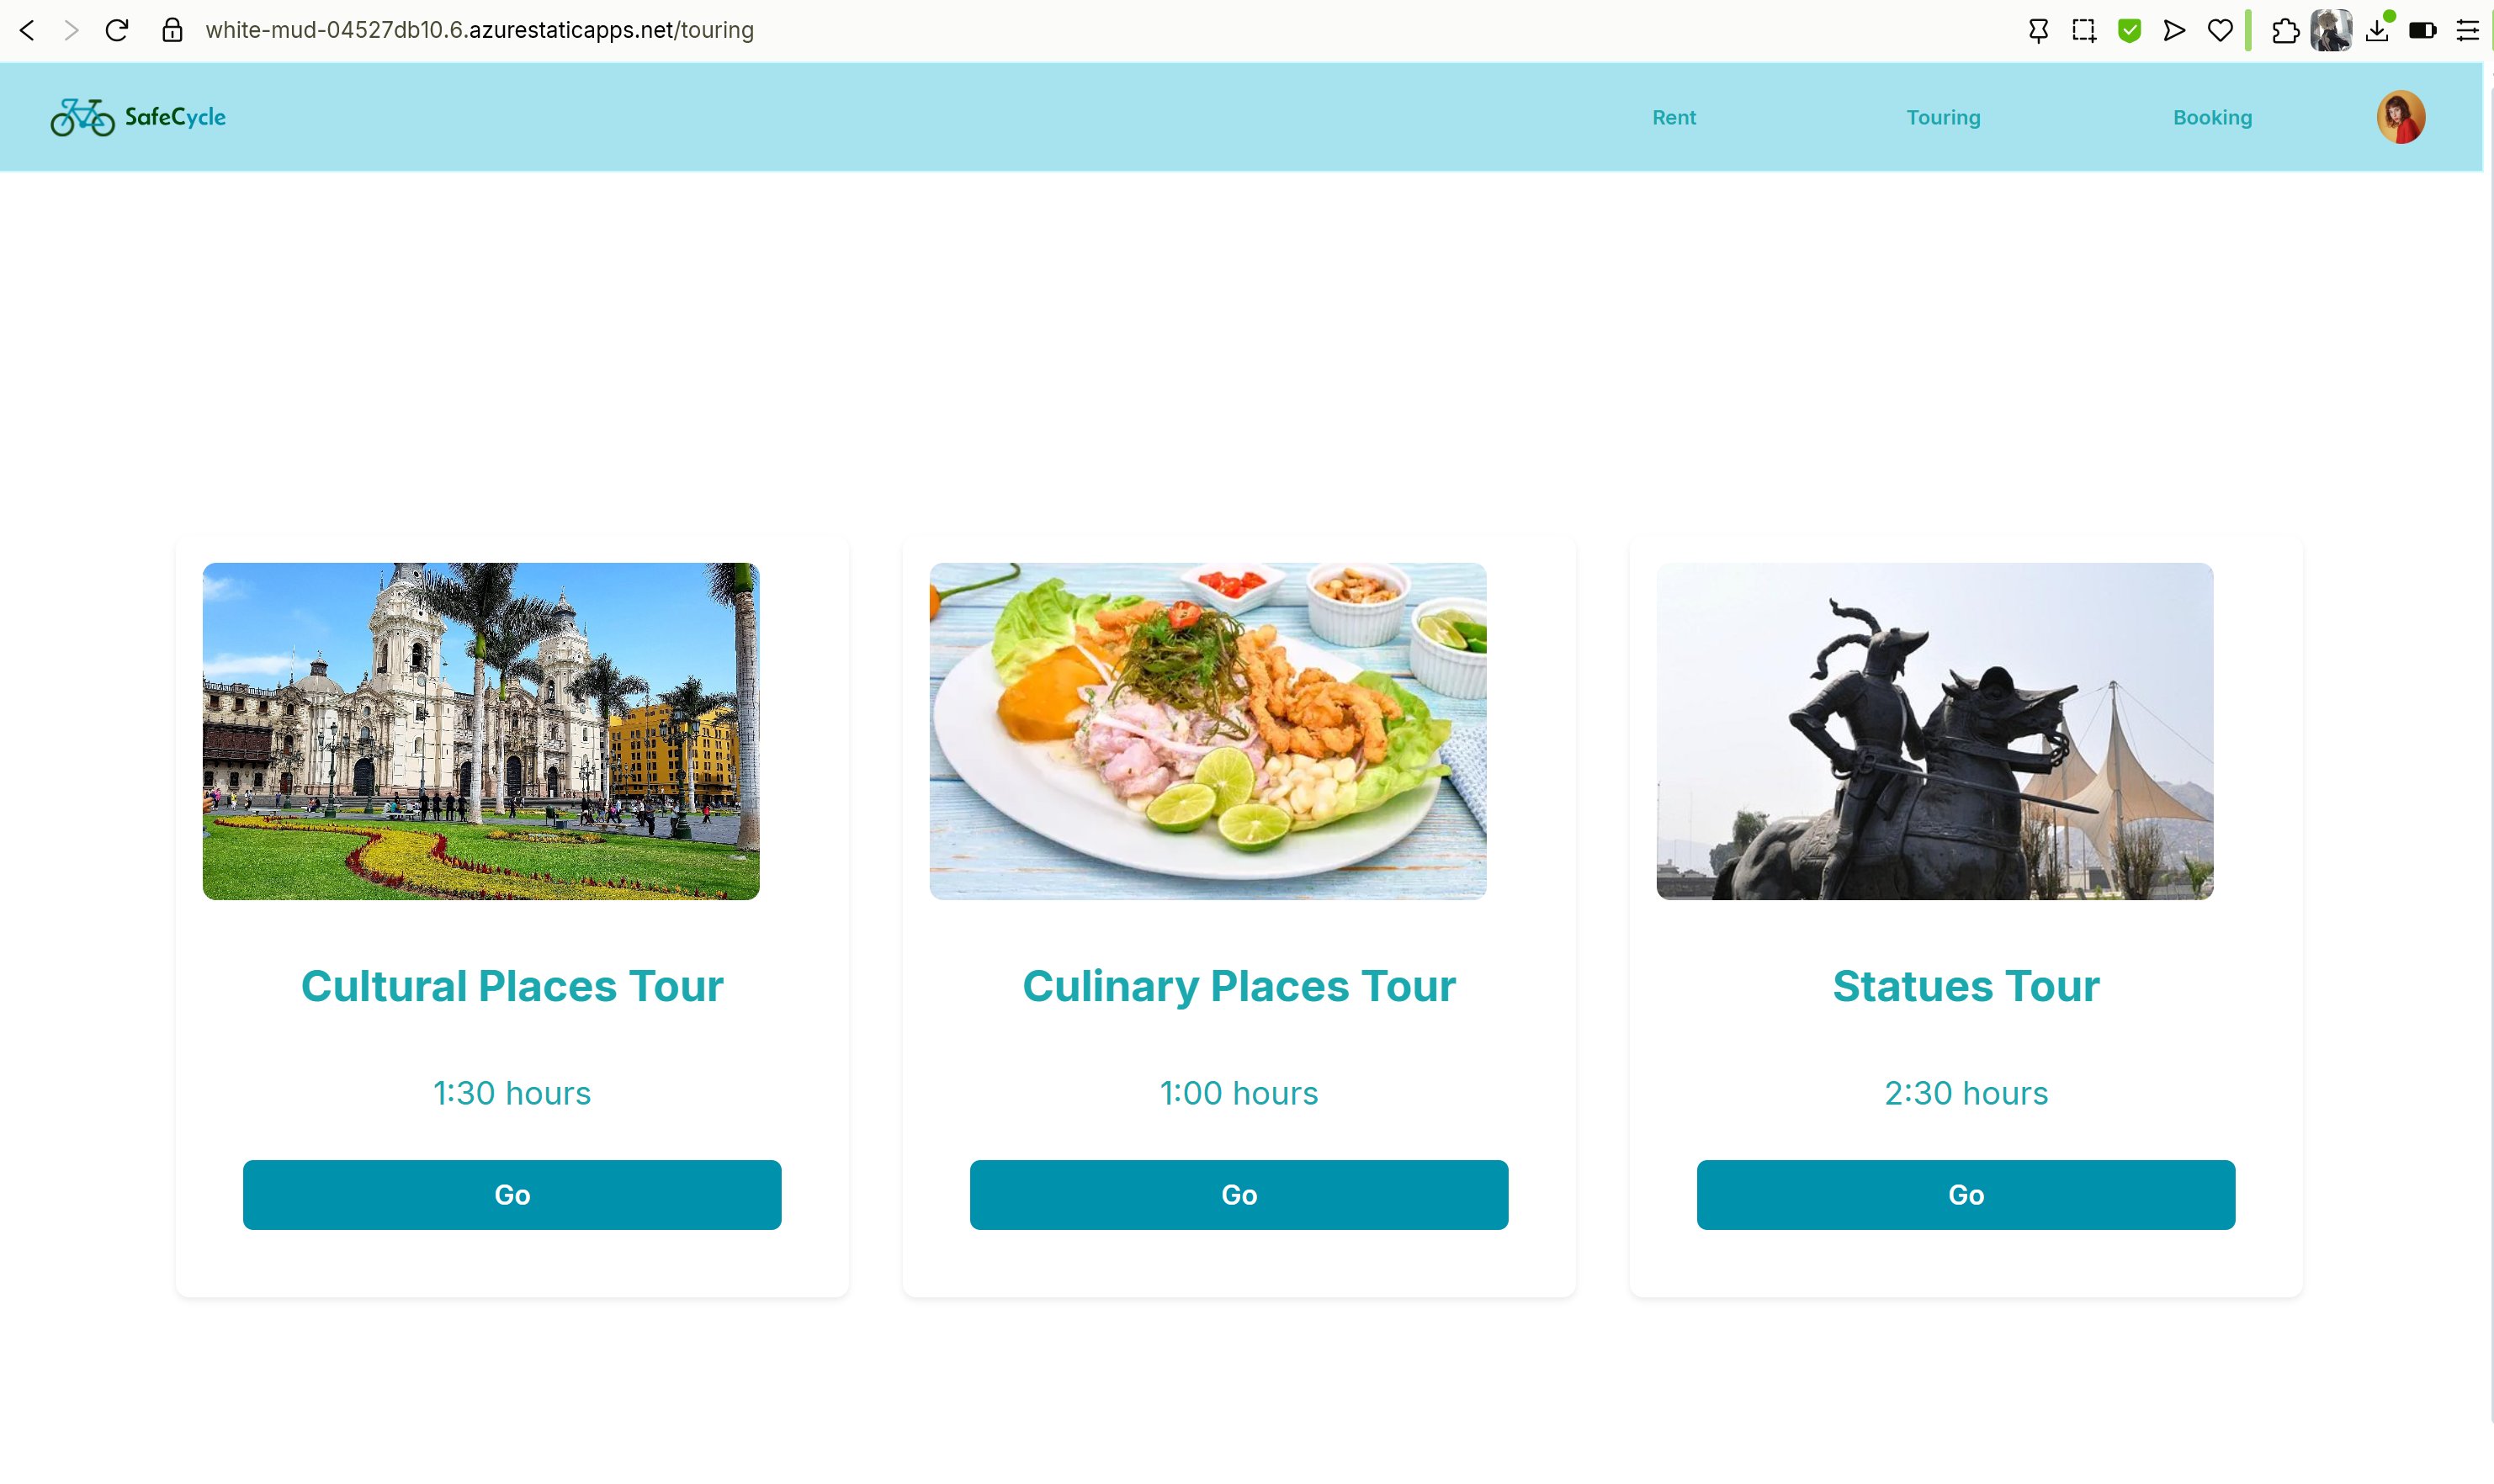 white-mud-04527db10.6.azurestaticapps.net/touring
SafeCycle
Rent
Touring
Booking
Cultural Places Tour
1:30 hours
Go
Culinary Places Tour
1:00 hours
Go
Statues Tour
2:30 hours
Go